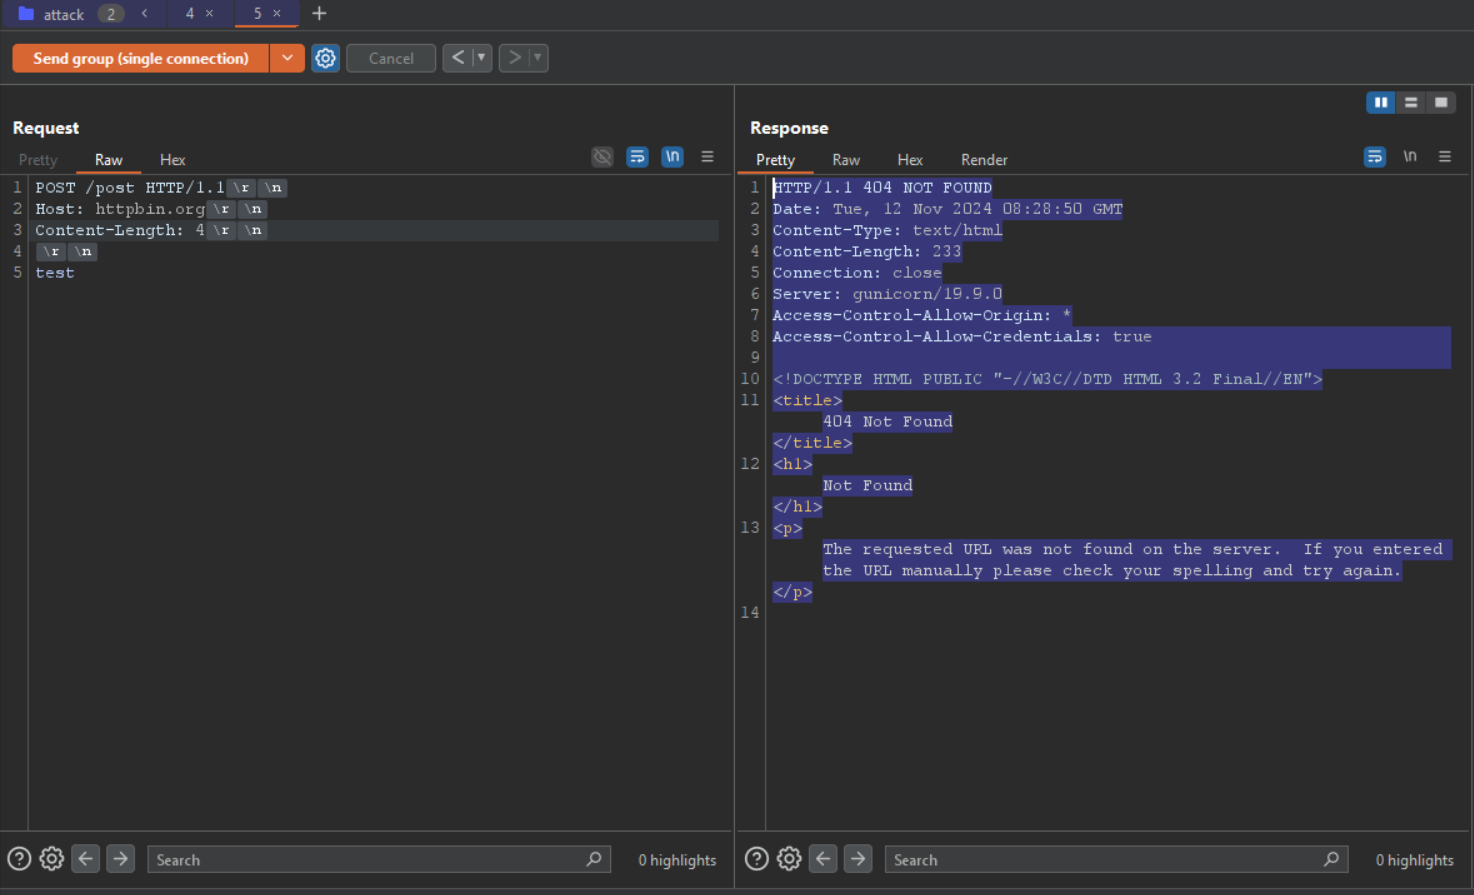 attack 2 < 4 × 5 × +
Send group (single connection) Cancel < > 
Request
Pretty Raw Hex \n
1 POST /post HTTP/1.1 \r \n
2 Host: httpbin.org \r \n
3 Content-Length: 4 \r \n
4 \r \n
5 test
Search 0 highlights
Response
Pretty Raw Hex Render \n
1 HTTP/1.1 404 NOT FOUND
2 Date: Tue, 12 Nov 2024 08:28:50 GMT
3 Content-Type: text/html
4 Content-Length: 233
5 Connection: close
6 Server: gunicorn/19.9.0
7 Access-Control-Allow-Origin: *
8 Access-Control-Allow-Credentials: true
9
10 <!DOCTYPE HTML PUBLIC "-//W3C//DTD HTML 3.2 Final//EN">
11 <title>
404 Not Found
</title>
12 <h1>
Not Found
</h1>
13 <p>
The requested URL was not found on the server.  If you entered
the URL manually please check your spelling and try again.
</p>
14
Search 0 highlights